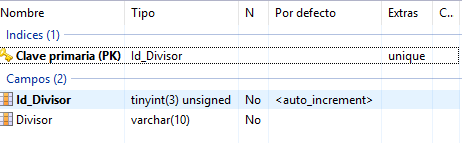 Nombre Tipo N Por defecto Extras C..
Indices (1)
Clave primaria (PK) Id_Divisor unique
Campos (2)
Id_Divisor tinyint(3) unsigned No <auto_increment>
Divisor varchar(10) No